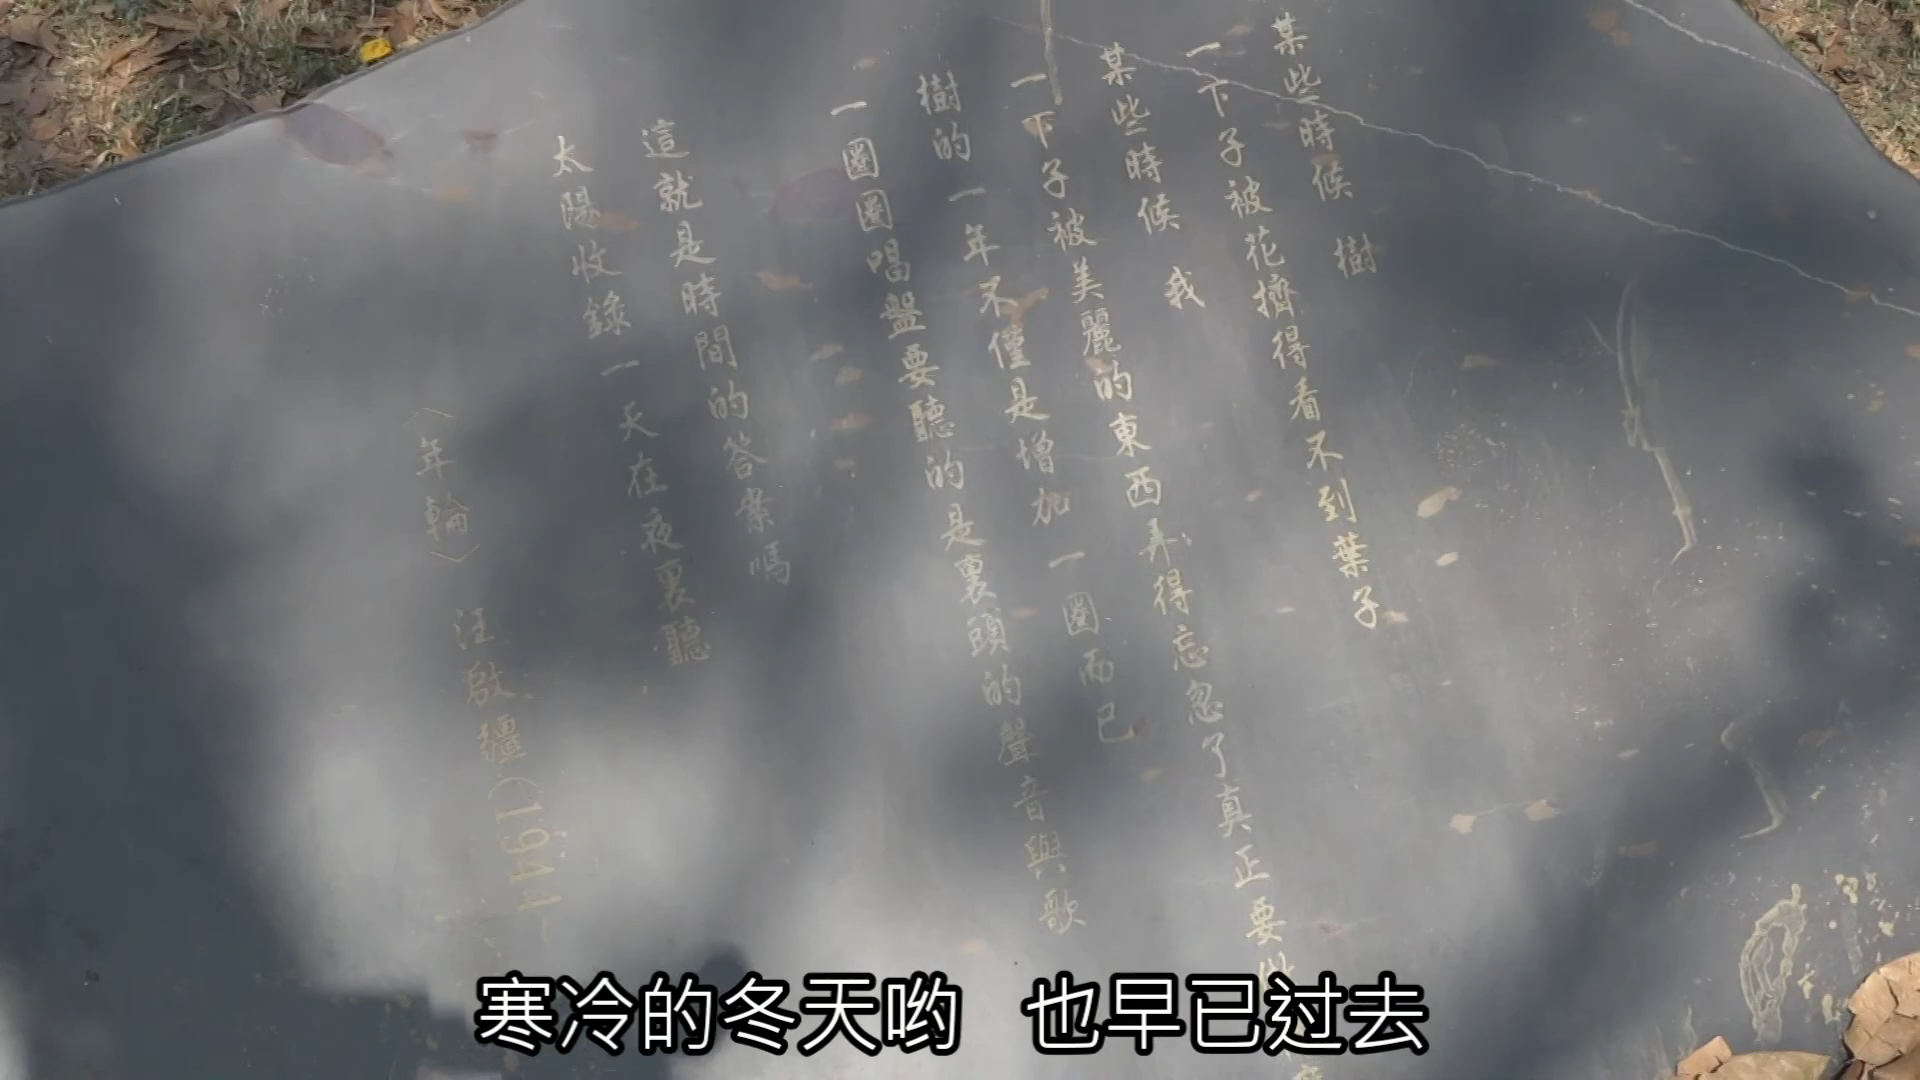 某些時候 樹
一下子被花擠得看不到葉子
某些時候 我
一下子被美麗的東西弄得忘忽了真正要
樹的一年不僅是增加一圈而已
一圈圈唱盤要聽的是裏頭的聲音與歌
這就是時間的答案嗎
太陽收錄一天在夜裏聽
〈年輪〉 汪啟疆(1944-
寒冷的冬天哟 也早已过去